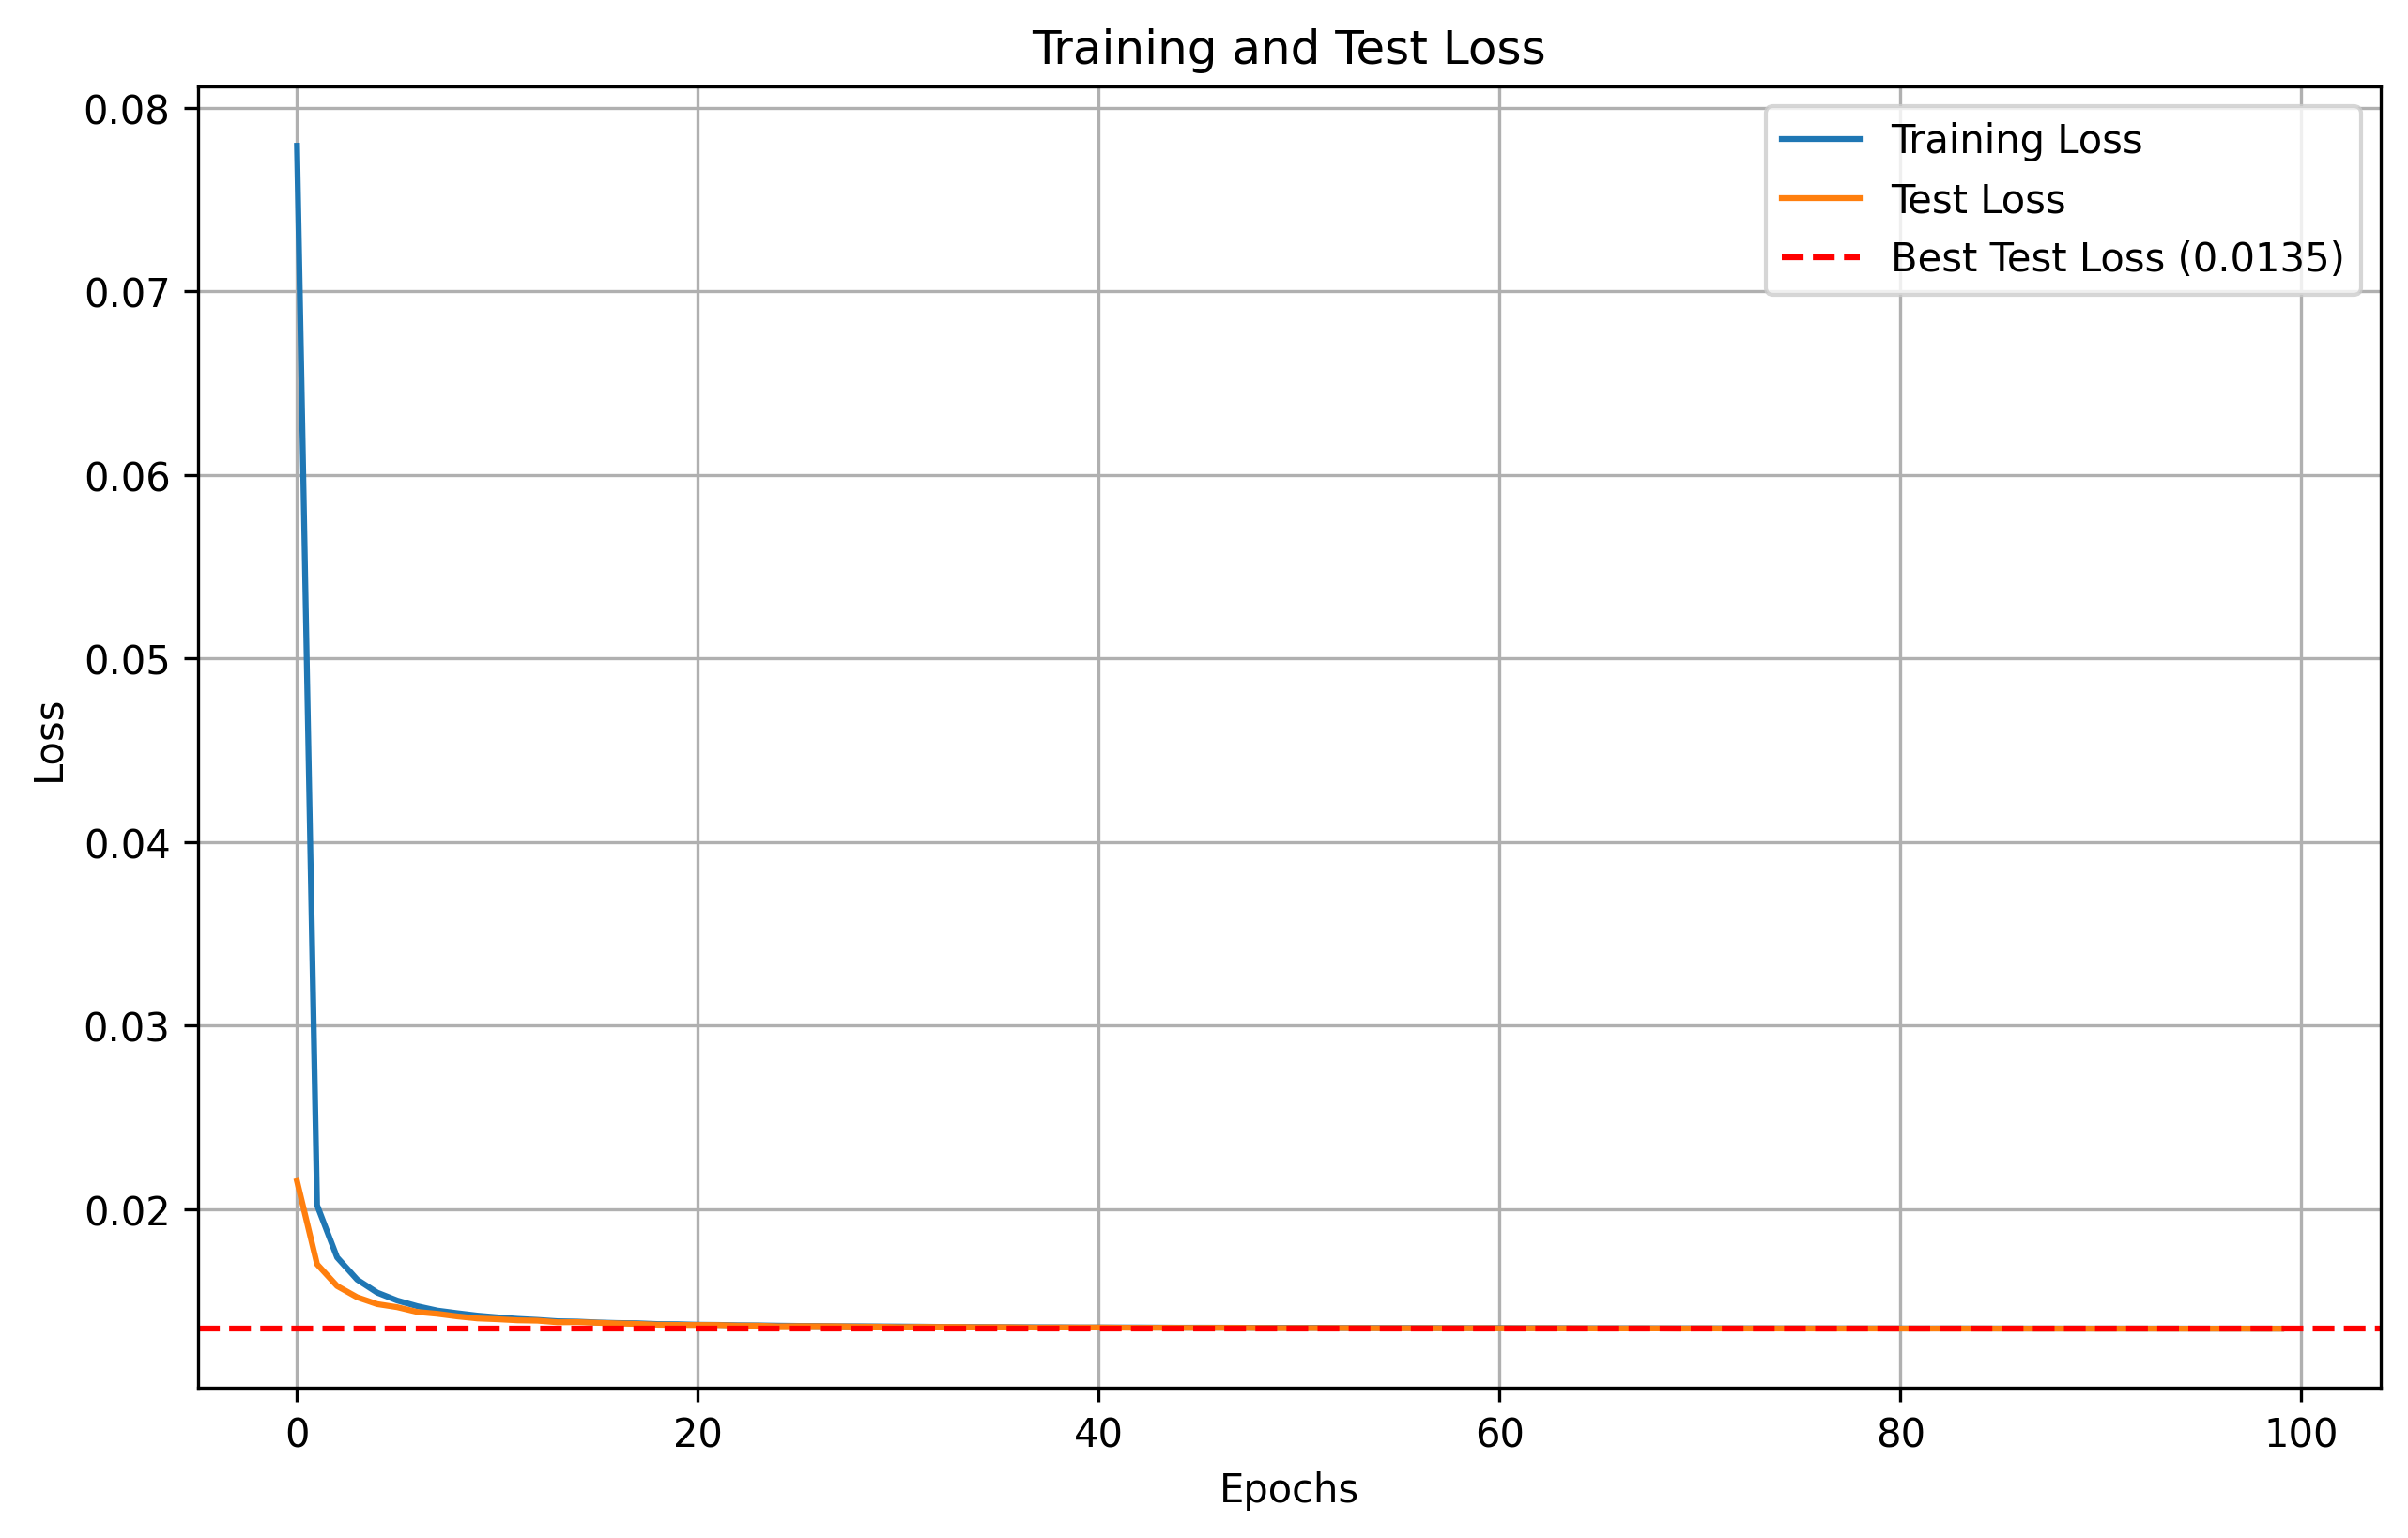 Training and Test Loss
0.08
0.07
0.06
0.05
0.04
0.03
0.02
Loss
Training Loss
Test Loss
Best Test Loss (0.0135)
0 20 40 60 80 100
Epochs